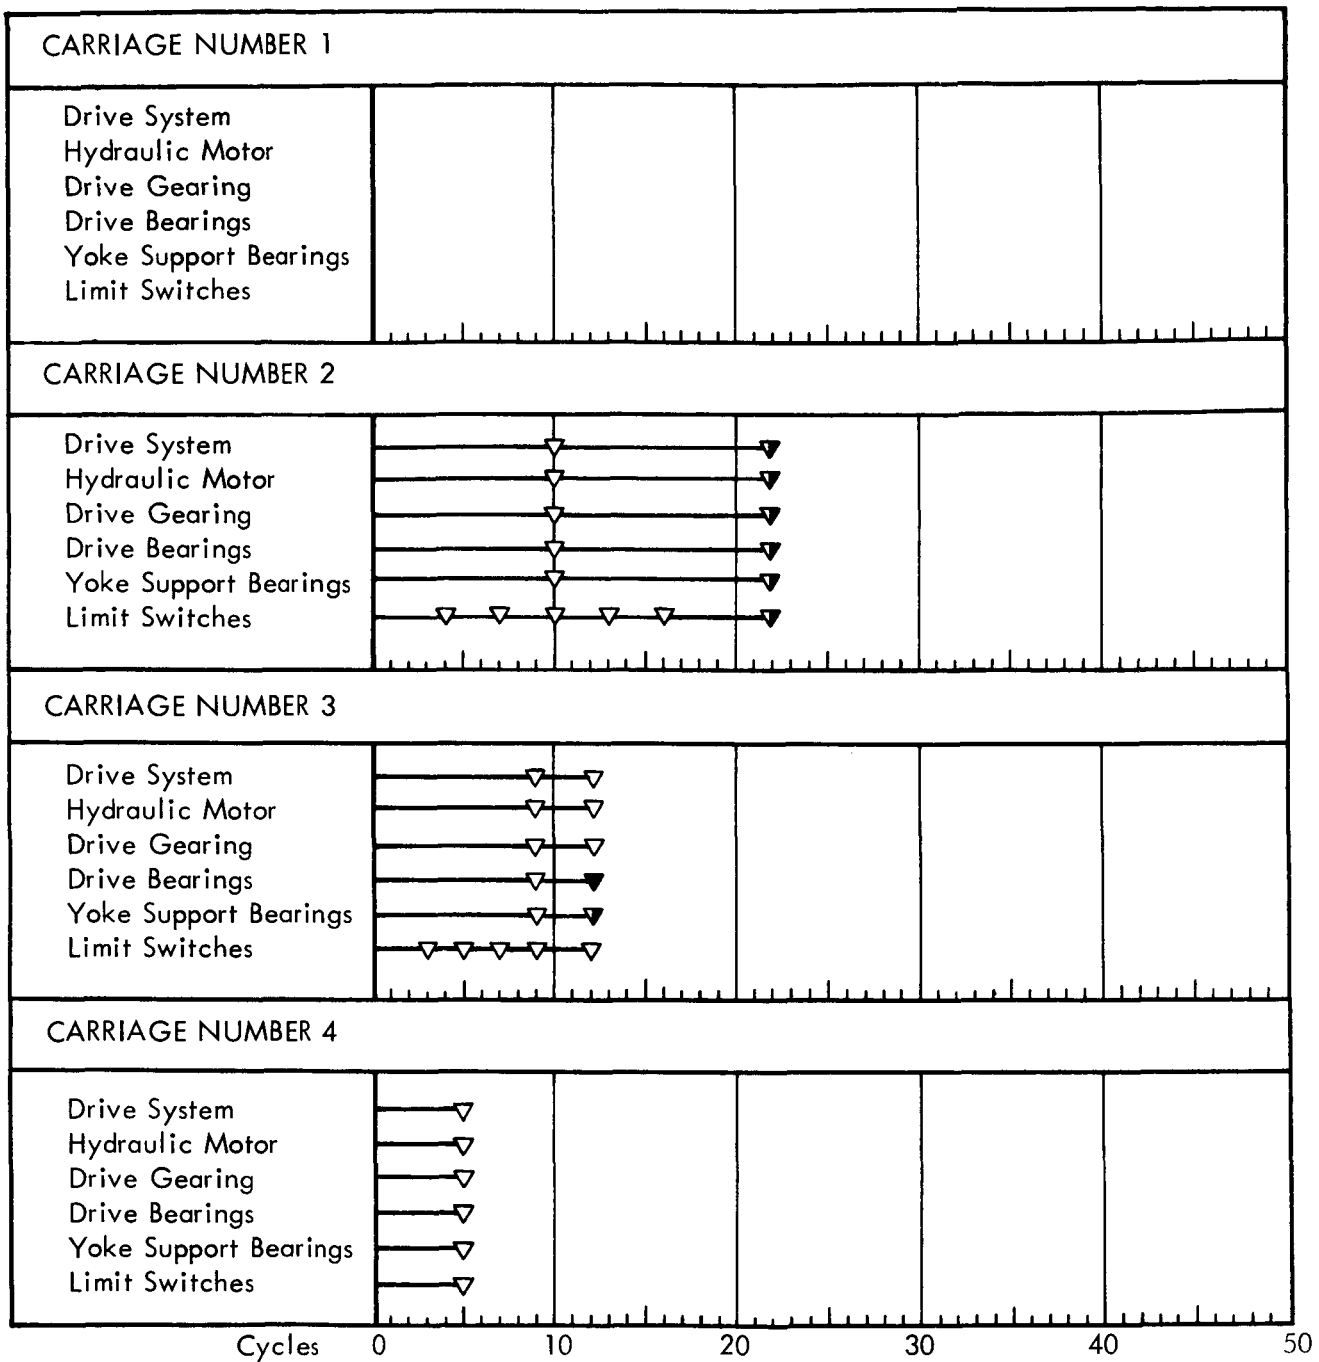 CARRIAGE NUMBER 1
Drive System
Hydraulic Motor
Drive Gearing
Drive Bearings
Yoke Support Bearings
Limit Switches
CARRIAGE NUMBER 2
Drive System
Hydraulic Motor
Drive Gearing
Drive Bearings
Yoke Support Bearings
Limit Switches
CARRIAGE NUMBER 3
Drive System
Hydraulic Motor
Drive Gearing
Drive Bearings
Yoke Support Bearings
Limit Switches
CARRIAGE NUMBER 4
Drive System
Hydraulic Motor
Drive Gearing
Drive Bearings
Yoke Support Bearings
Limit Switches
Cycles 0 10 20 30 40 50